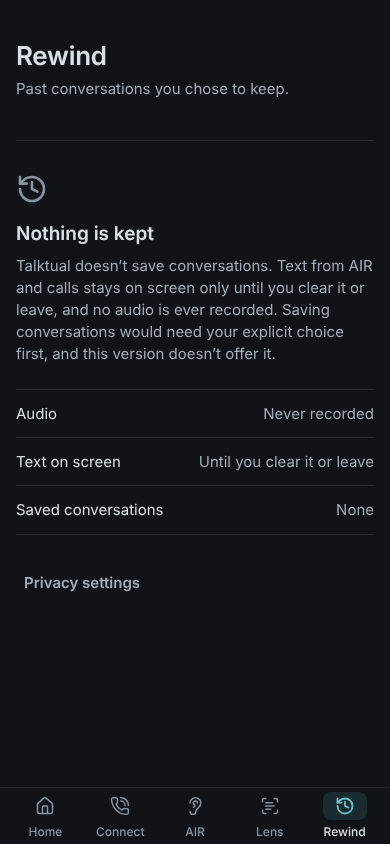 Rewind
Past conversations you chose to keep.
Nothing is kept
Talktual doesn’t save conversations. Text from AIR
and calls stays on screen only until you clear it or
leave, and no audio is ever recorded. Saving
conversations would need your explicit choice
first, and this version doesn’t offer it.
Audio Never recorded
Text on screen Until you clear it or leave
Saved conversations None
Privacy settings
Home Connect AIR Lens Rewind